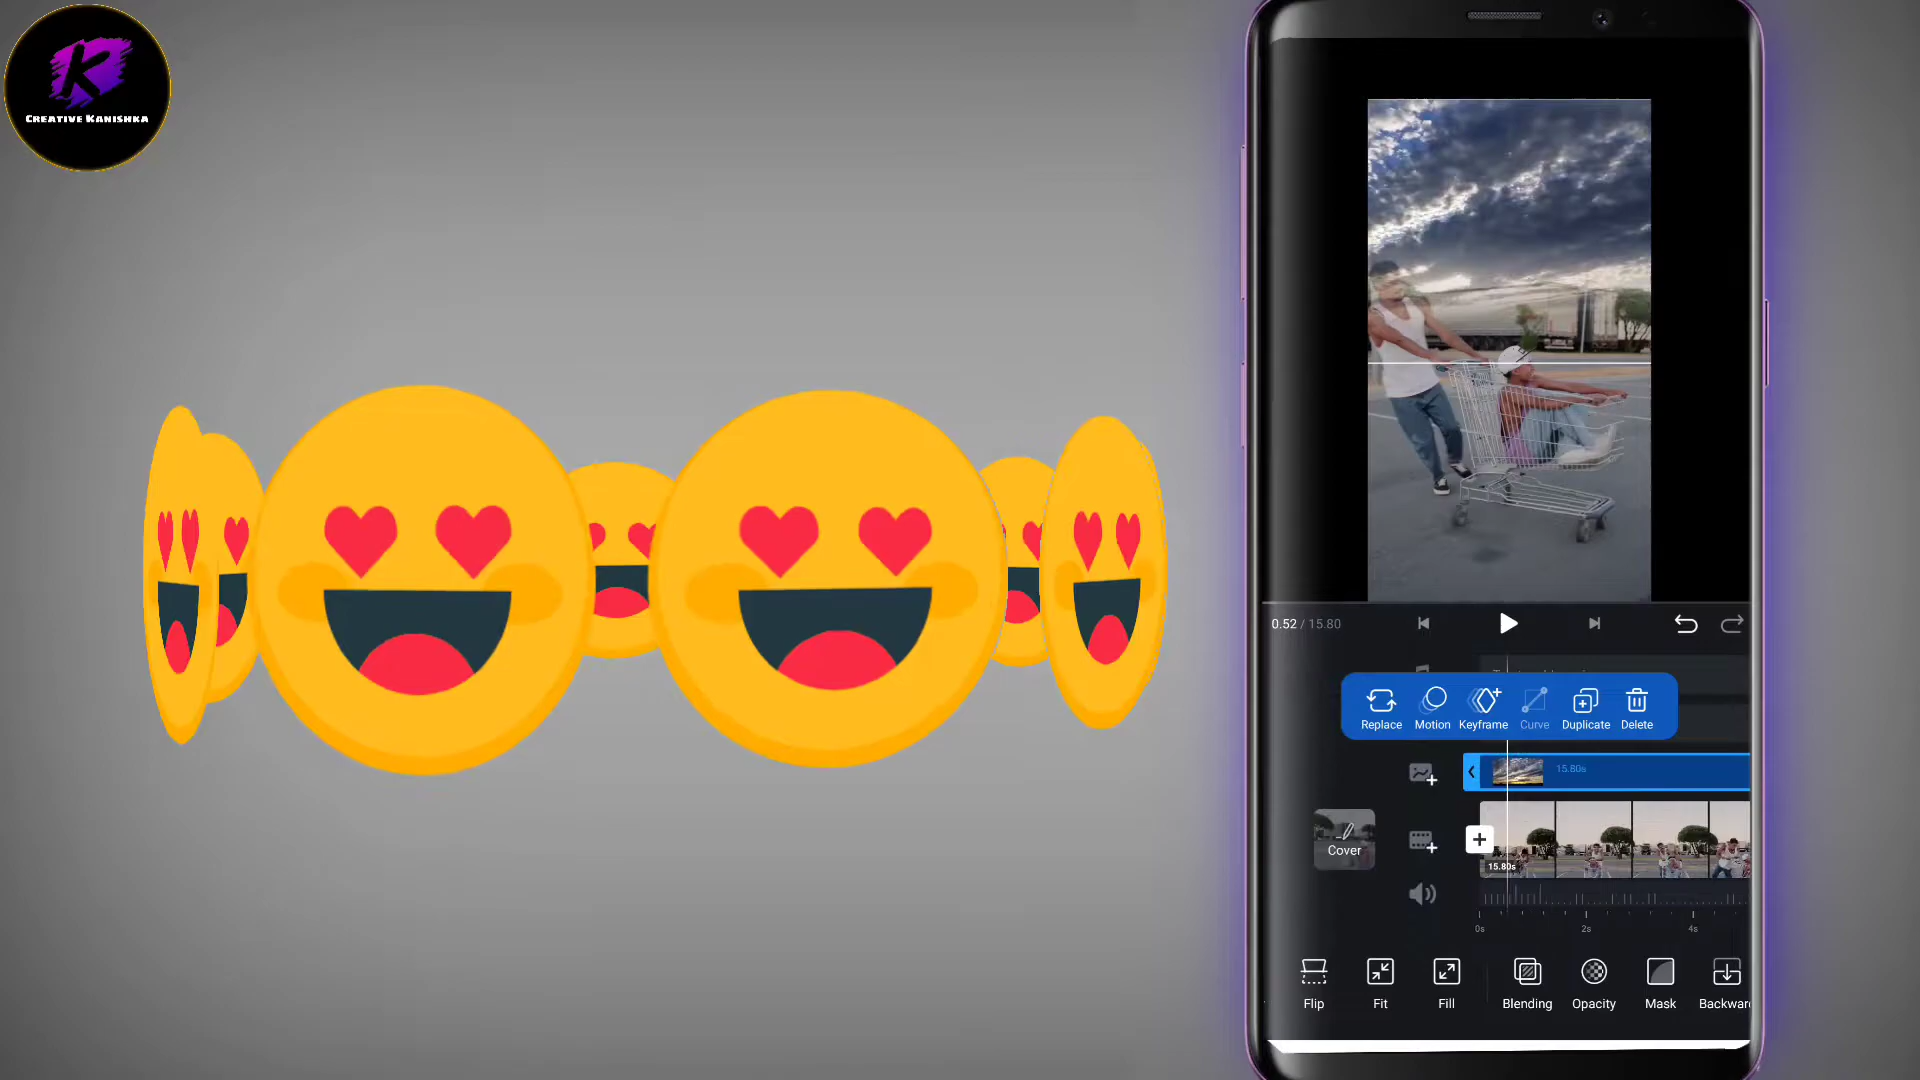 K
CREATIVE KANISHKA
0.52 / 15.80
Replace Motion Keyframe Curve Duplicate Delete
15.80s
Cover
15.80s
0s 2s 4s
Flip Fit Fill Blending Opacity Mask Backwar